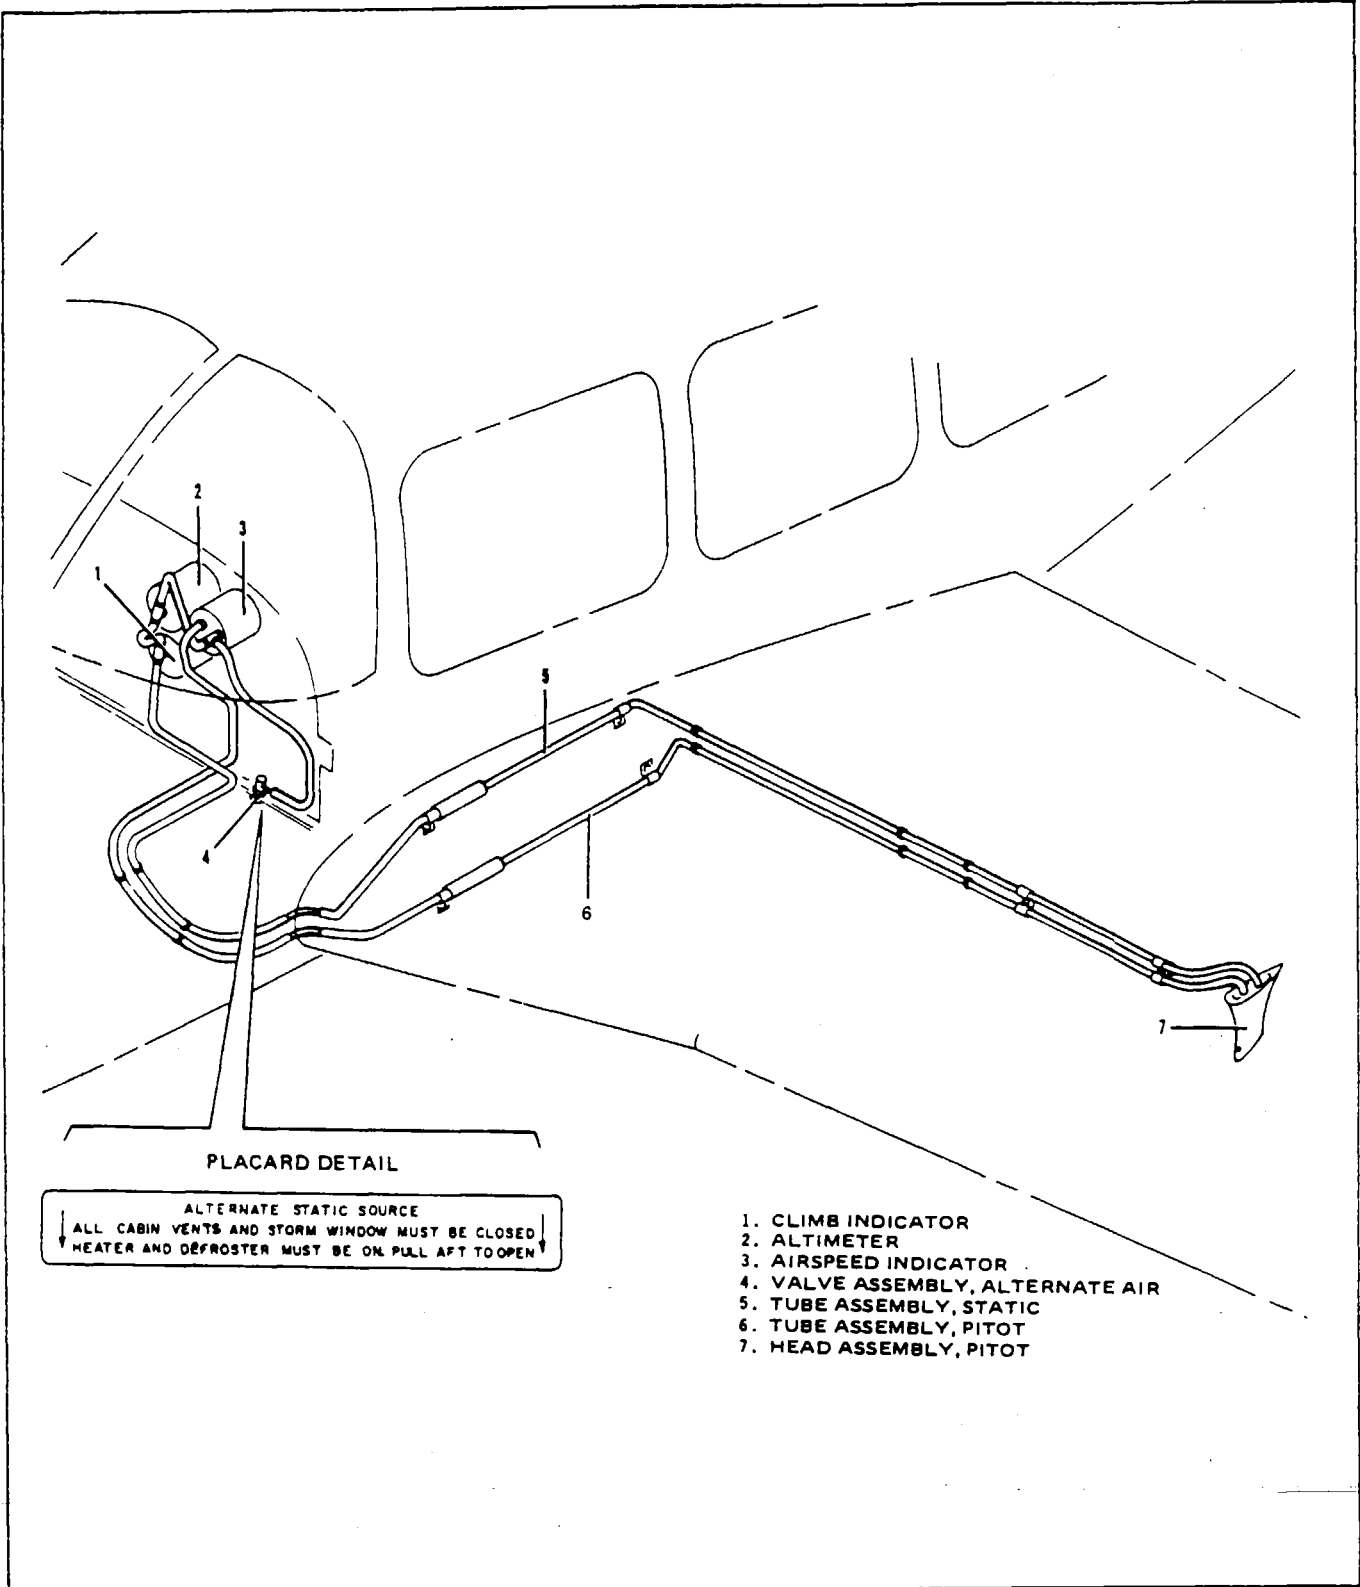 2
3
1
5
4
6
7
PLACARD DETAIL
ALTERNATE STATIC SOURCE
ALL CABIN VENTS AND STORM WINDOW MUST BE CLOSED
HEATER AND DEFROSTER MUST BE ON. PULL AFT TO OPEN
1. CLIMB INDICATOR
2. ALTIMETER
3. AIRSPEED INDICATOR
4. VALVE ASSEMBLY, ALTERNATE AIR
5. TUBE ASSEMBLY, STATIC
6. TUBE ASSEMBLY, PITOT
7. HEAD ASSEMBLY, PITOT